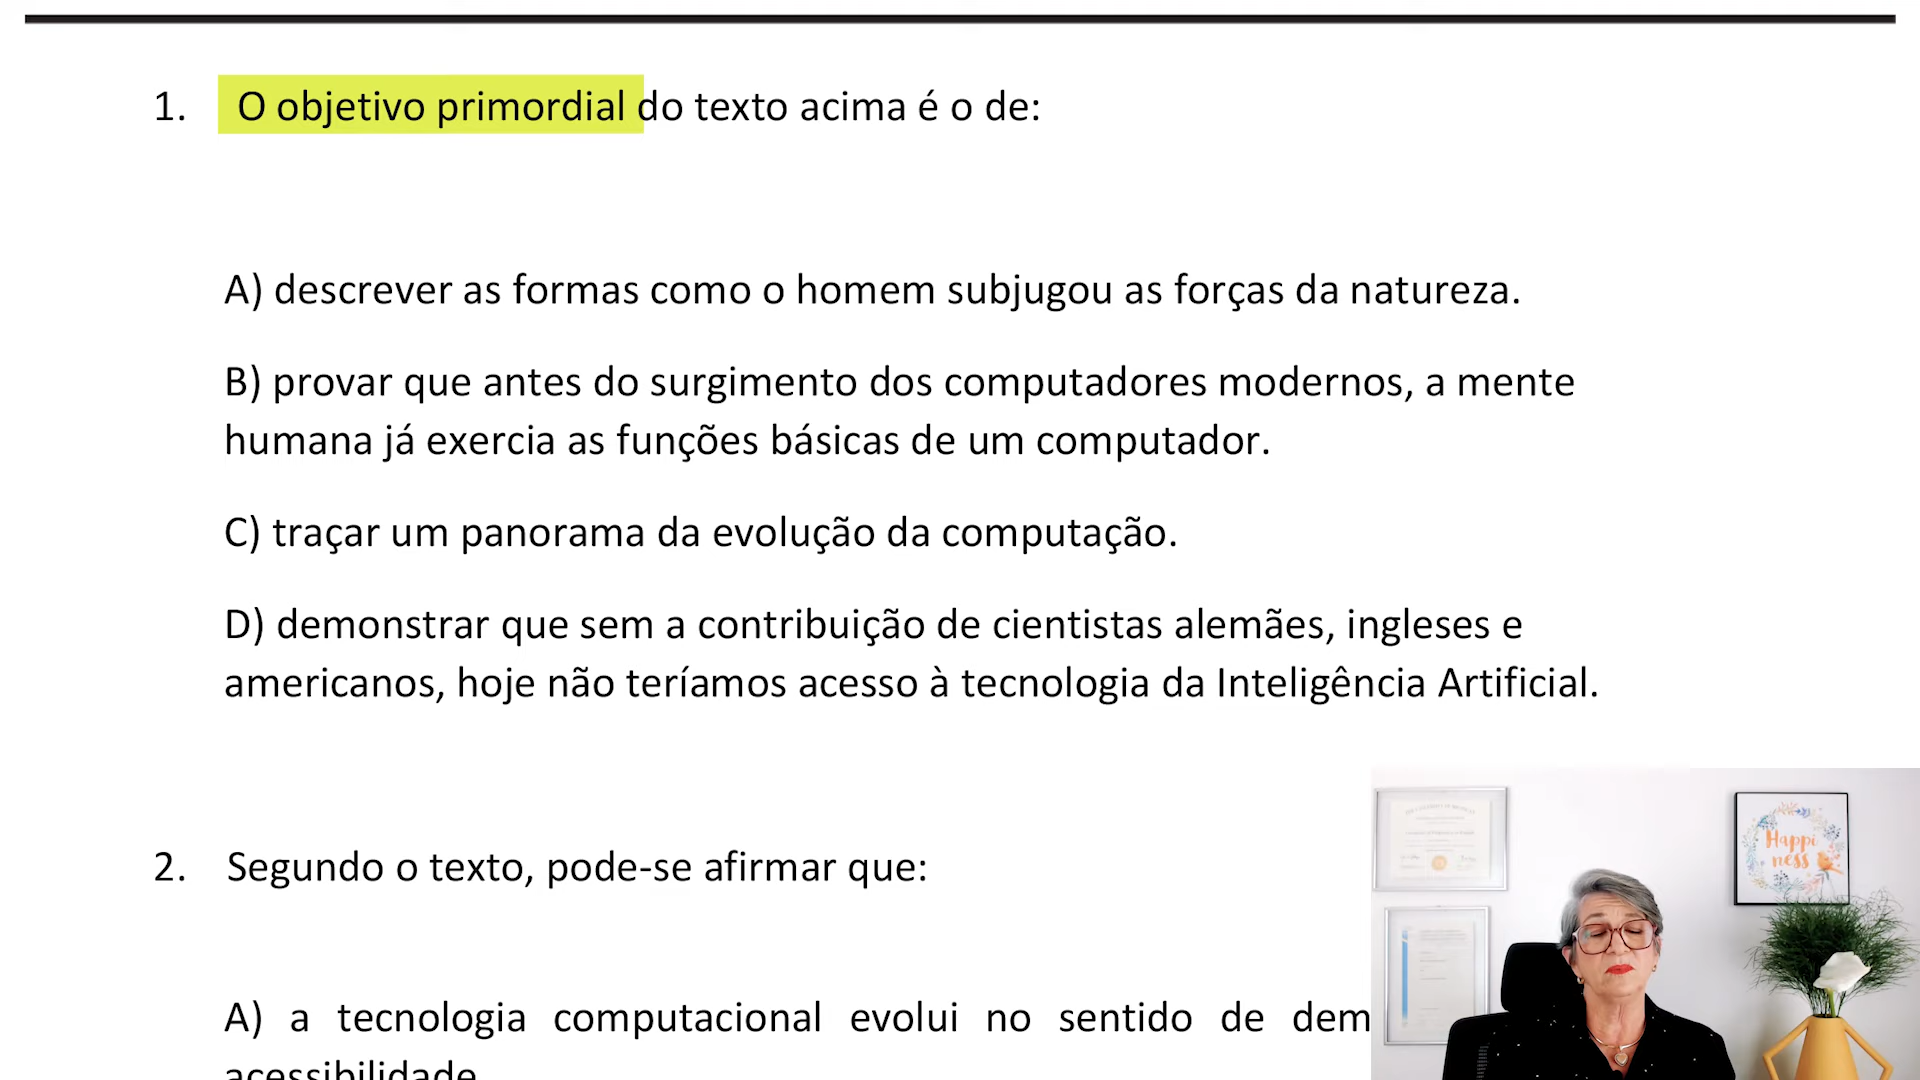 1. O objetivo primordial do texto acima é o de:
A) descrever as formas como o homem subjugou as forças da natureza.
B) provar que antes do surgimento dos computadores modernos, a mente
humana já exercia as funções básicas de um computador.
C) traçar um panorama da evolução da computação.
D) demonstrar que sem a contribuição de cientistas alemães, ingleses e
americanos, hoje não teríamos acesso à tecnologia da Inteligência Artificial.
2. Segundo o texto, pode-se afirmar que:
A) a tecnologia computacional evolui no sentido de dem
acessibilidade
Happi
ness